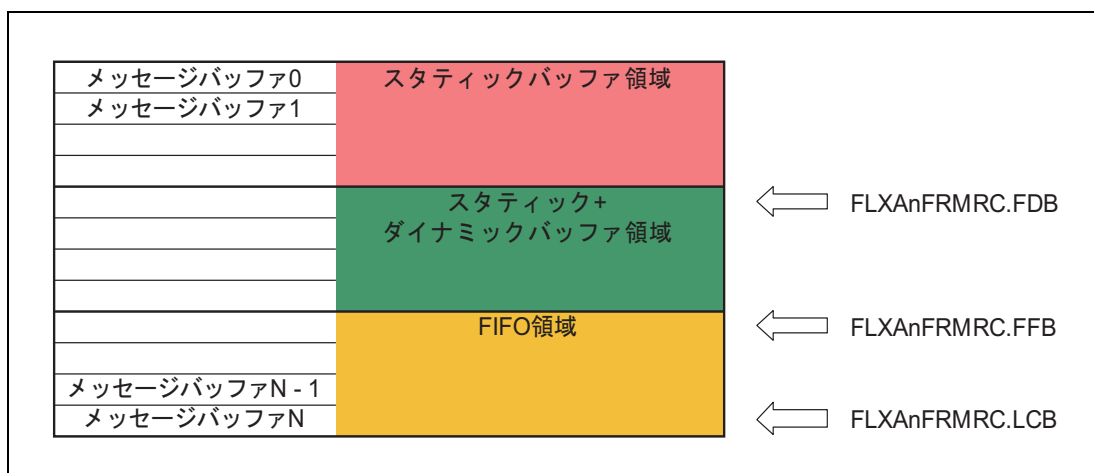 メッセージバッファ0
スタティックバッファ領域
メッセージバッファ1
スタティック+
ダイナミックバッファ領域
FLXAnFRMRC.FDB
FIFO領域
FLXAnFRMRC.FFB
メッセージバッファN - 1
メッセージバッファN
FLXAnFRMRC.LCB